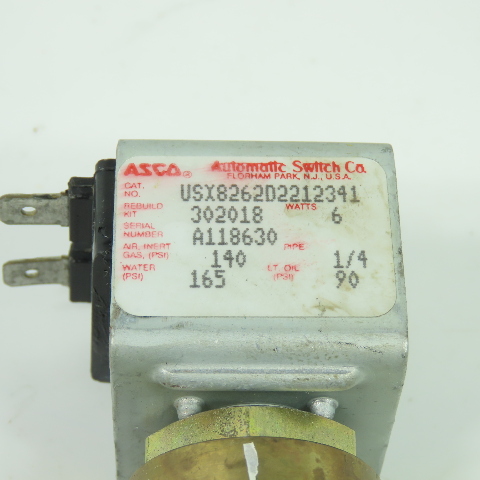 ASCO® Automatic Switch Co.
FLORHAM PARK, N.J., U.S.A.
CAT. NO. USX8262D2212341
REBUILD KIT 302018 WATTS 6
SERIAL NUMBER A118630
AIR, INERT GAS, (PSI) 140 PIPE 1/4
WATER (PSI) 165 LT. OIL (PSI) 90